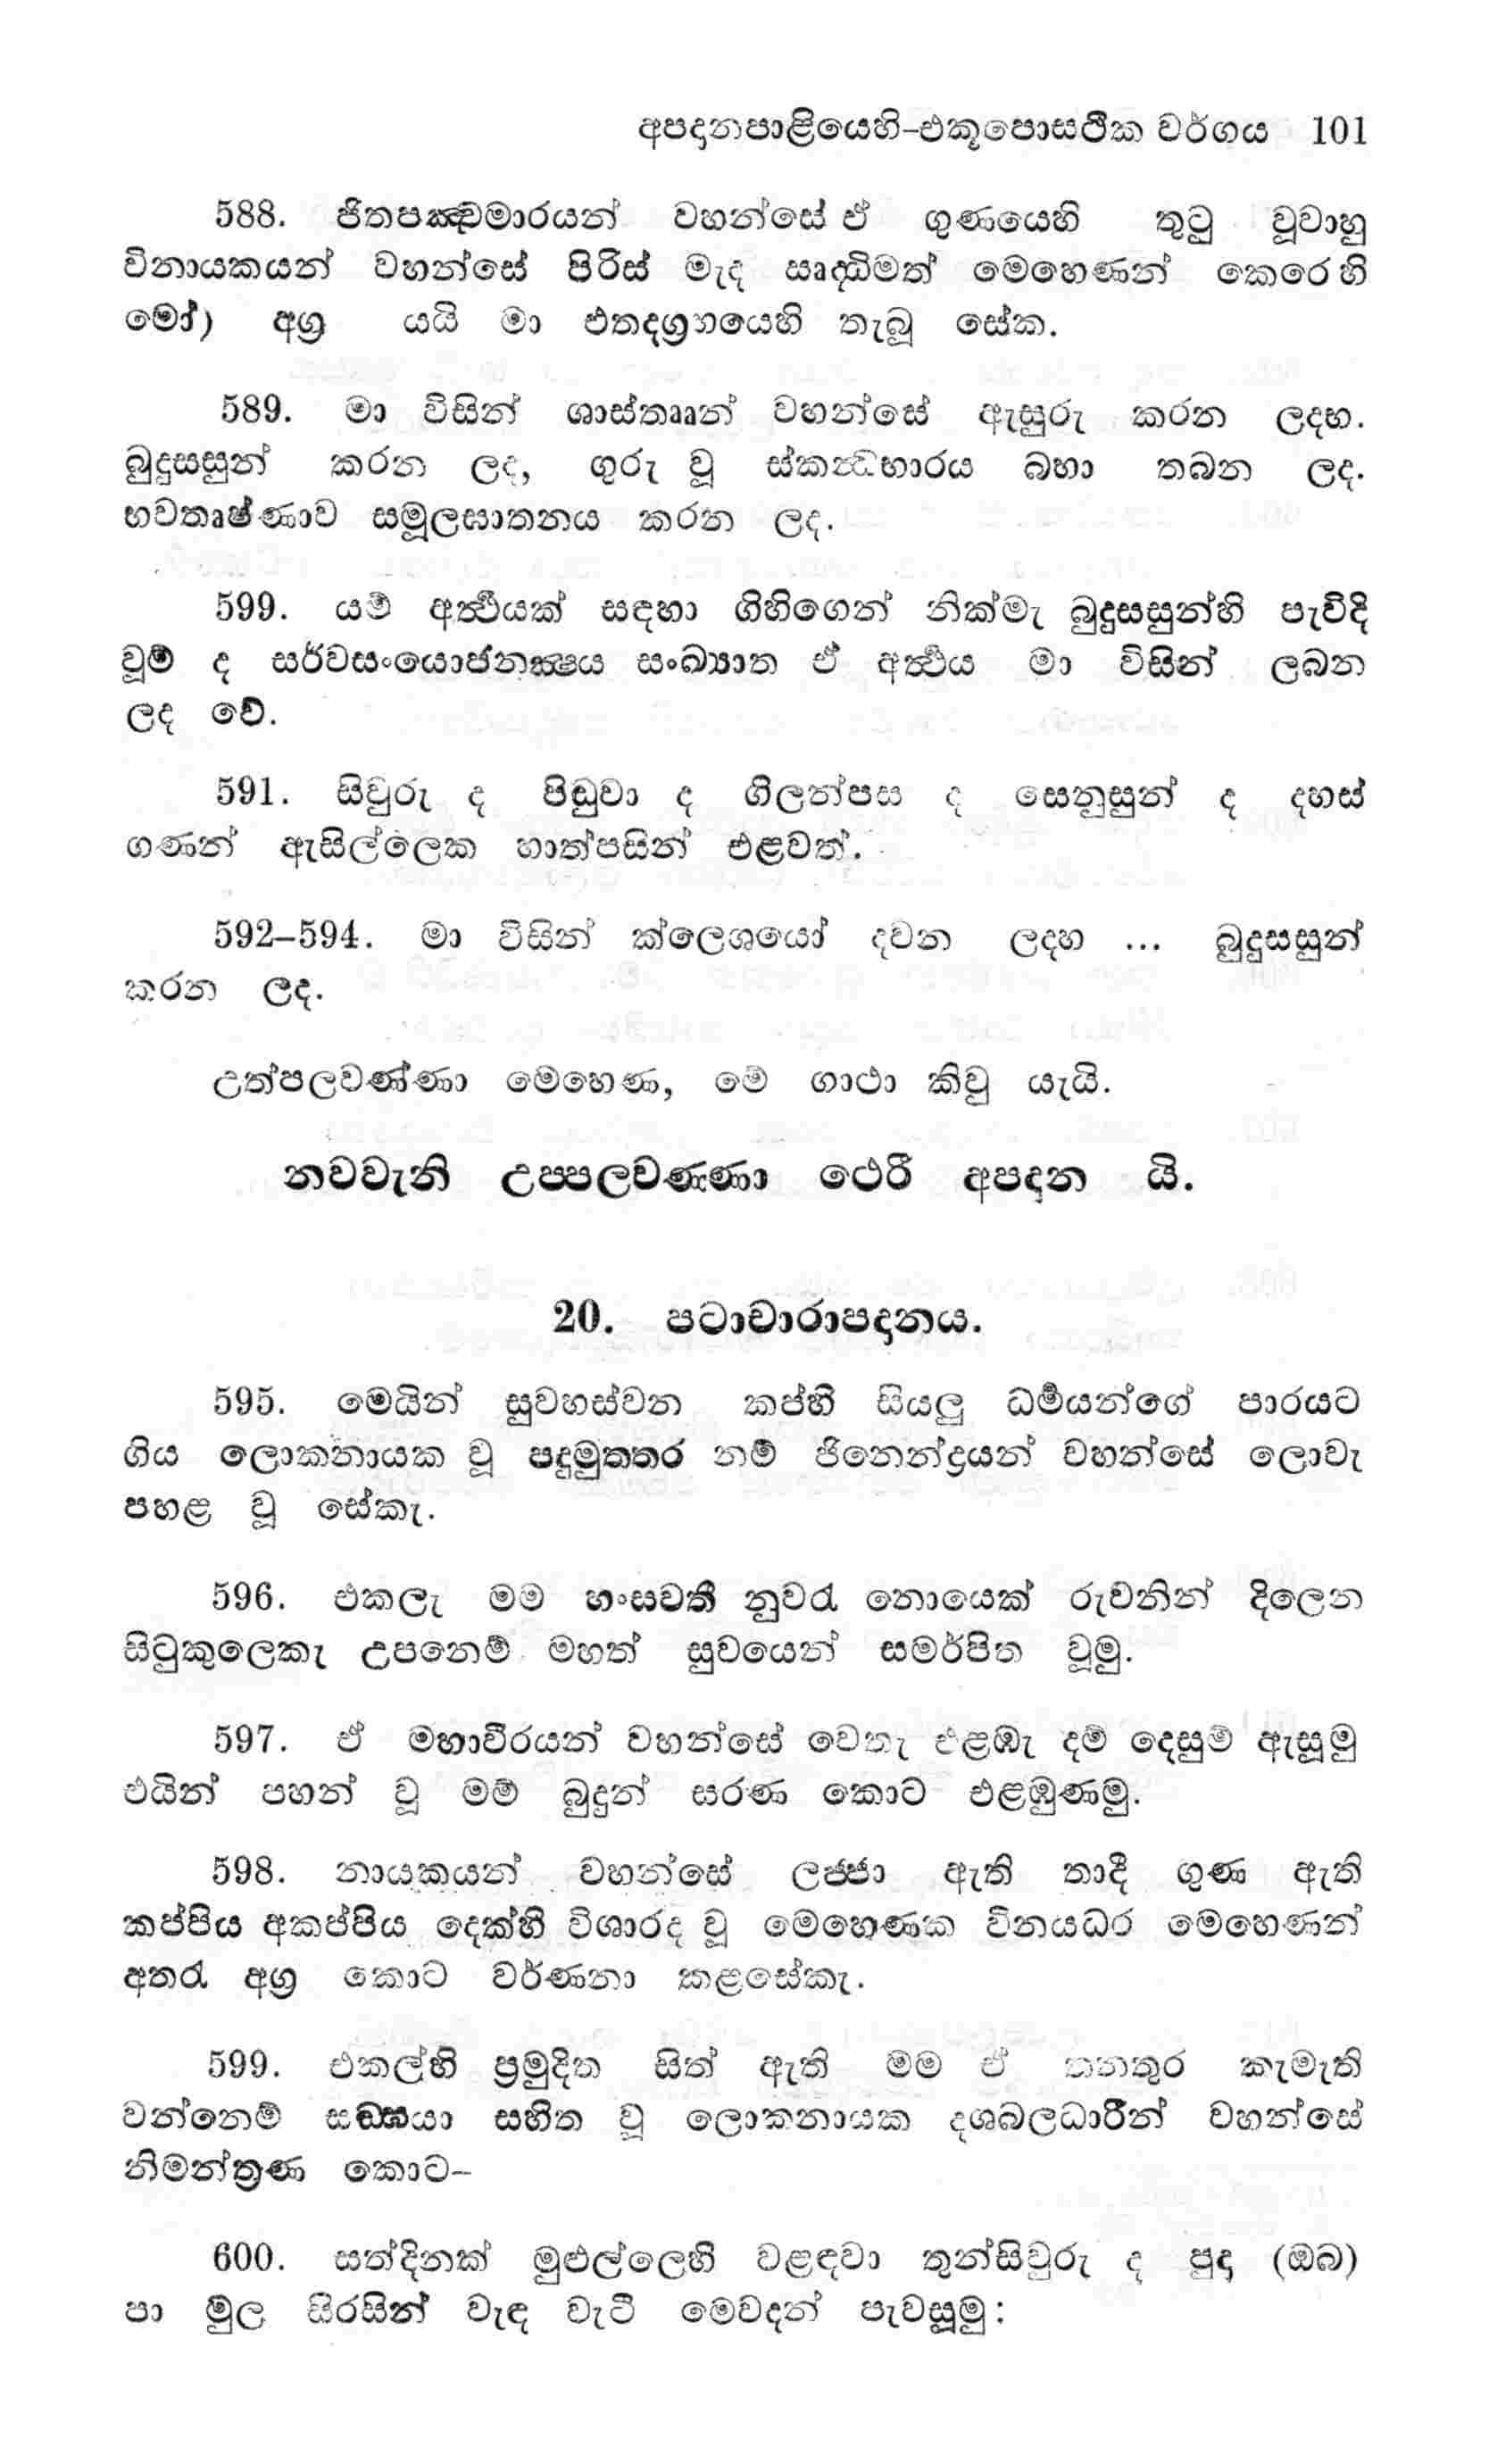 අපදානපාළියෙහි-එකූපොසථික වර්ගය 101
588. ජිතපඤ්චමාරයන් වහන්සේ ඒ ගුණයෙහි තුටු වූවාහු
විනායකයන් වහන්සේ පිරිස් මැද ඍද්ධිමත් මෙහෙණන් කෙරෙහි
මෝ) අග්‍ර යයි මා එතදග්‍රහයෙහි තැබූ සේක.
589. මා විසින් ශාස්තෲන් වහන්සේ ඇසුරු කරන ලදහ.
බුදුසසුන් කරන ලද, ගුරු වූ ස්කන්‍ධභාරය බහා තබන ලද.
භවතෘෂ්ණාව සමූලඝාතනය කරන ලද.
599. යම් අර්‍ත්‍ථයක් සඳහා ගිහිගෙන් නික්මැ බුදුසසුන්හි පැවිදි
වූම් ද සර්වසංයොජනක්‍ෂය සංඛ්‍යාත ඒ අර්‍ත්‍ථය මා විසින් ලබන
ලද වේ.
591. සිවුරු ද පිඬුවා ද ගිලන්පස ද සෙනුසුන් ද දහස්
ගණන් ඇසිල්ලෙක හාත්පසින් එළවත්.
592–594. මා විසින් ක්ලෙශයෝ දවන ලදහ ... බුදුසසුන්
කරන ලද.
උත්පලවණ්ණා මෙහෙණ, මේ ගාථා කිවු යැයි.
නවවැනි උප්පලවණ්ණා ථෙරී අපදාන යි.
20. පටාචාරාපදානය.
595. මෙයින් සුවහස්වන කප්හි සියලු ධර්‍මයන්ගේ පාරයට
ගිය ලොකනායක වූ පදුමුත්තර නම් ජිනෙන්ද්‍රයන් වහන්සේ ලොවැ
පහළ වූ සේකැ.
596. එකලැ මම හංසවතී නුවරැ නොයෙක් රුවනින් දිලෙන
සිටුකුලෙකැ උපනෙම් මහත් සුවයෙන් සමර්පිත වූමු.
597. ඒ මහාවීරයන් වහන්සේ වෙතැ එළඹැ දම් දෙසුම් ඇසූමු
එයින් පහන් වූ මම් බුදුන් සරණ කොට එළඹුණමු.
598. නායකයන් වහන්සේ ලජ්ජා ඇති තාදී ගුණ ඇති
කප්පිය අකප්පිය දෙක්හි විශාරද වූ මෙහෙණක විනයධර මෙහෙණන්
අතරැ අග්‍ර කොට වර්ණනා කළසේකැ.
599. එකල්හි ප්‍රමුදිත සිත් ඇති මම ඒ තනතුර කැමැති
වන්නෙම් සඞ්ඝයා සහිත වූ ලොකනායක දශබලධාරීන් වහන්සේ
නිමන්ත්‍රණ කොට–
600. සත්දිනක් මුළුල්ලෙහි වළඳවා තුන්සිවුරු ද පුදා (ඔබ)
පා මුල සිරසින් වැඳ වැටී මෙවදන් පැවසූමු: